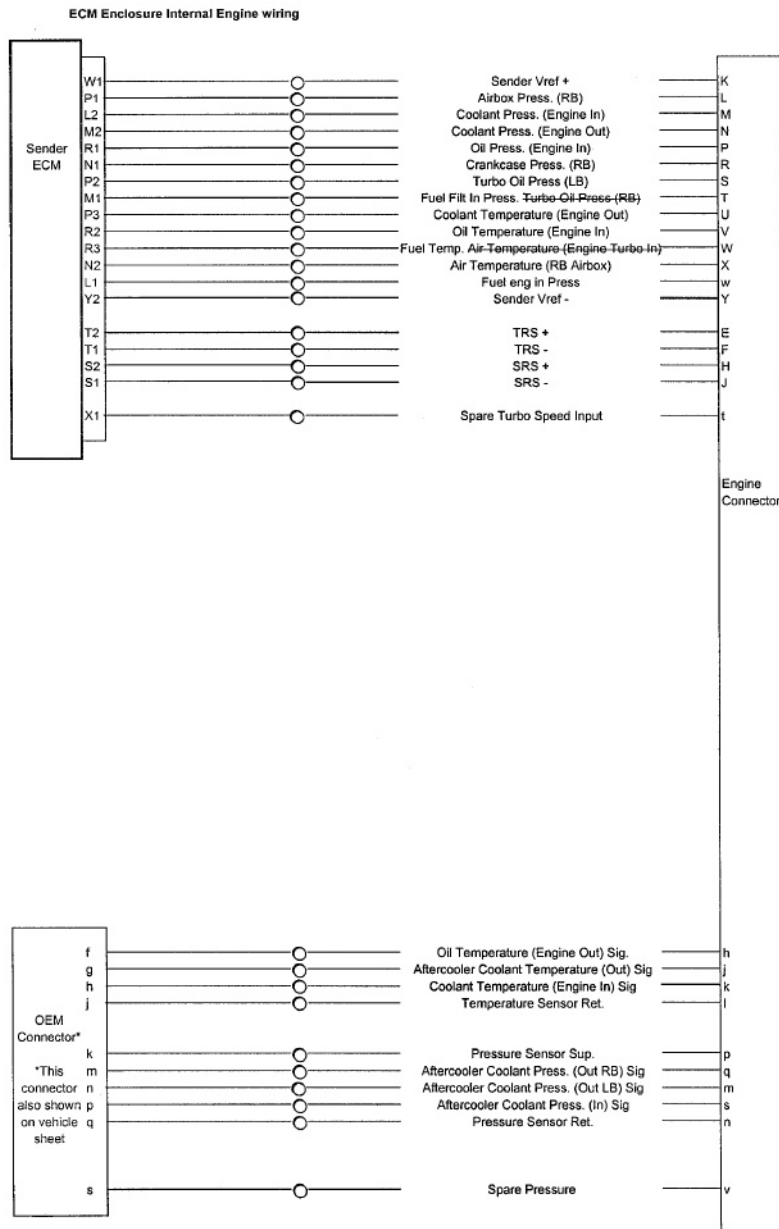 ECM Enclosure Internal Engine wiring
W1 Sender Vref + K
P1 Airbox Press. (RB) L
L2 Coolant Press. (Engine In) M
M2 Coolant Press. (Engine Out) N
R1 Oil Press. (Engine In) P
N1 Crankcase Press. (RB) R
P2 Turbo Oil Press (LB) S
M1 Fuel Filt In Press. Turbo Oil Press (RB) T
P3 Coolant Temperature (Engine Out) U
R2 Oil Temperature (Engine In) V
R3 Fuel Temp. Air Temperature (Engine Turbo In) W
N2 Air Temperature (RB Airbox) X
L1 Fuel eng in Press w
Y2 Sender Vref - Y
T2 TRS + E
T1 TRS - F
S2 SRS + H
S1 SRS - J
X1 Spare Turbo Speed Input t
Sender
ECM
Engine
Connector
f Oil Temperature (Engine Out) Sig. h
g Aftercooler Coolant Temperature (Out) Sig j
h Coolant Temperature (Engine In) Sig k
j Temperature Sensor Ret. l
k Pressure Sensor Sup. p
m Aftercooler Coolant Press. (Out RB) Sig q
n Aftercooler Coolant Press. (Out LB) Sig m
p Aftercooler Coolant Press. (In) Sig s
q Pressure Sensor Ret. n
s Spare Pressure v
OEM
Connector*
*This
connector
also shown
on vehicle
sheet